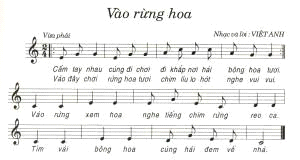 Vào rừng hoa
Vừa phải
Nhạc và lời : VIỆT ANH
Cầm tay nhau cùng đi chơi đi khắp nơi hái bông hoa tươi.
Vào đây chơi rừng hoa tươi chim líu lo hót nghe vui vui.
Vào rừng xem hoa nghe tiếng chim rừng reo ca.
Tìm vài bông hoa cùng hái đem về nhà.